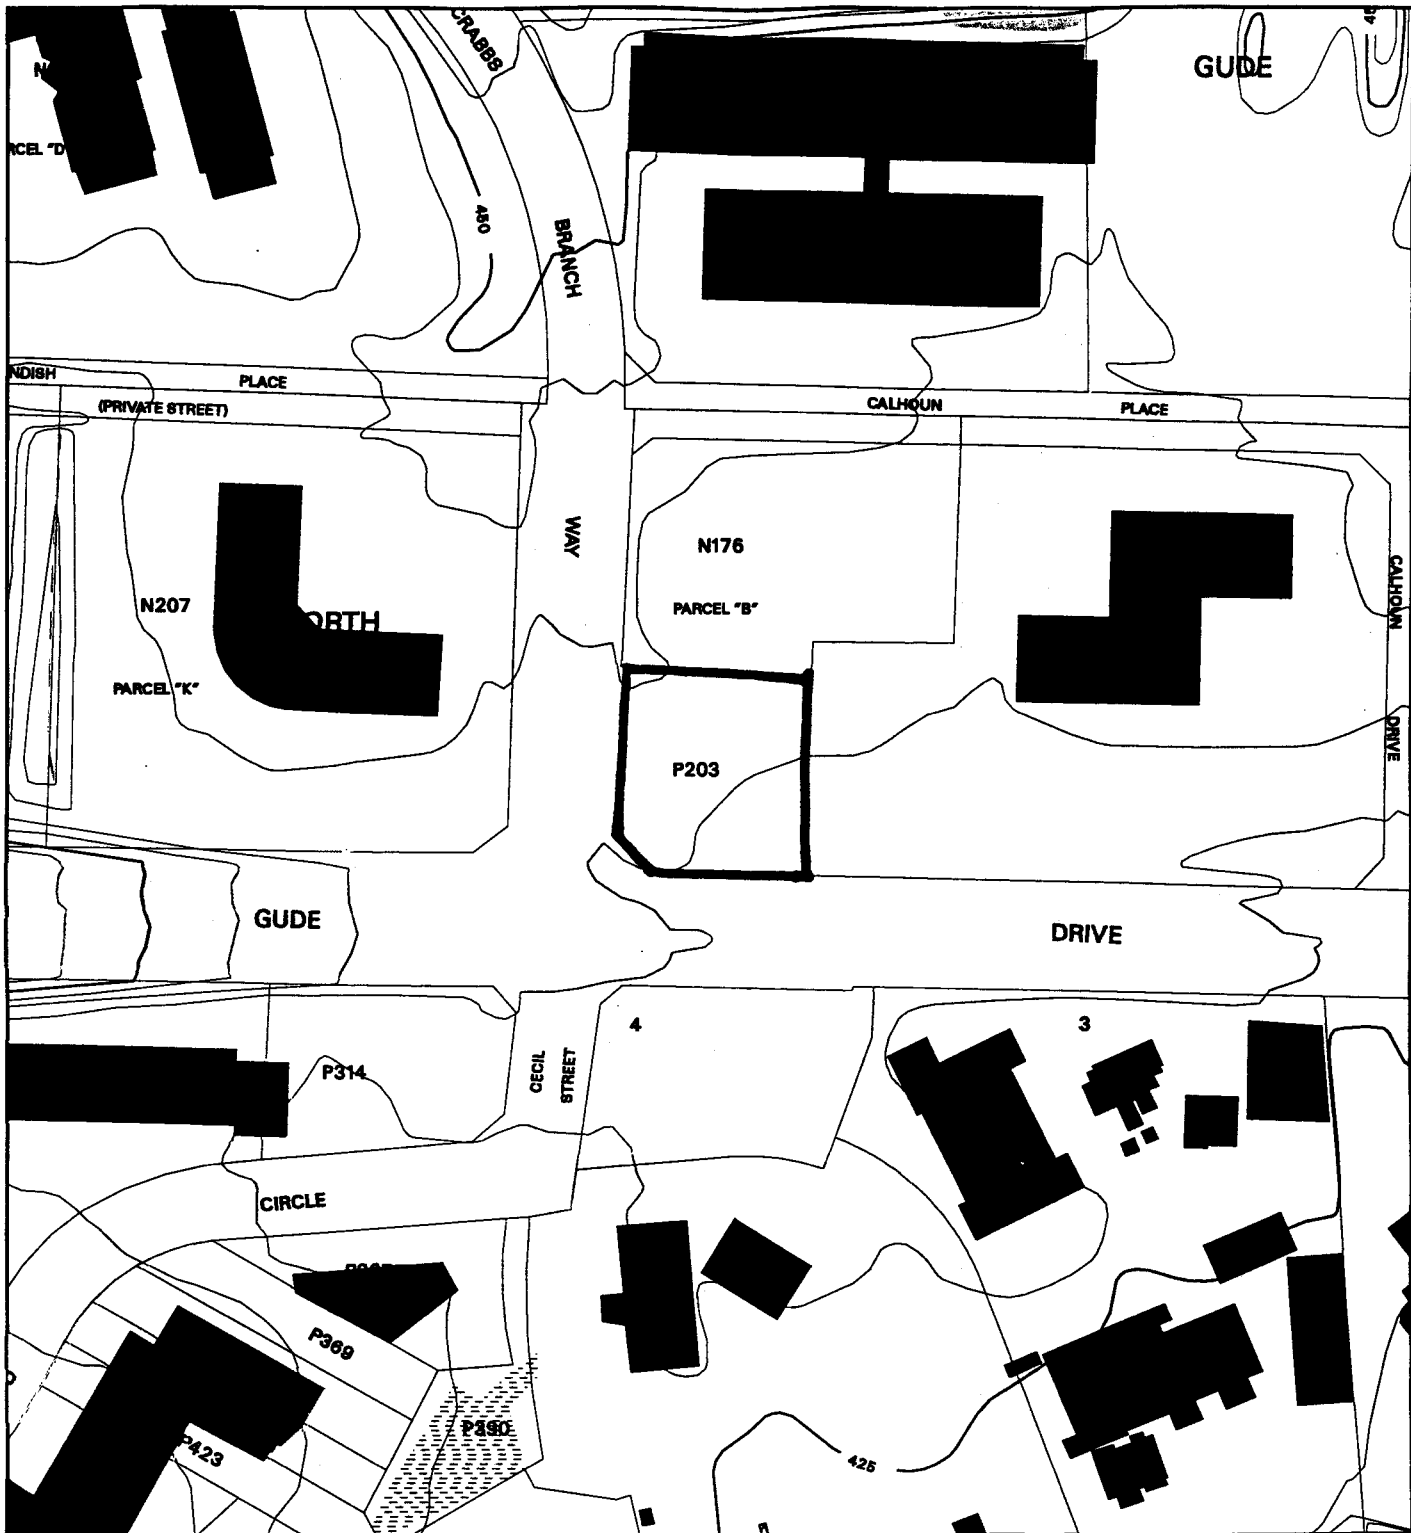 CRABBS
GUDE
RCEL "D
450
BRANCH
NDISH
PLACE
(PRIVATE STREET)
CALHOUN
PLACE
WAY
N176
PARCEL "B"
N207
ORTH
PARCEL "K"
CALHOUN
DRIVE
P203
GUDE
DRIVE
4
3
CECIL
STREET
P314
CIRCLE
P369
P423
425